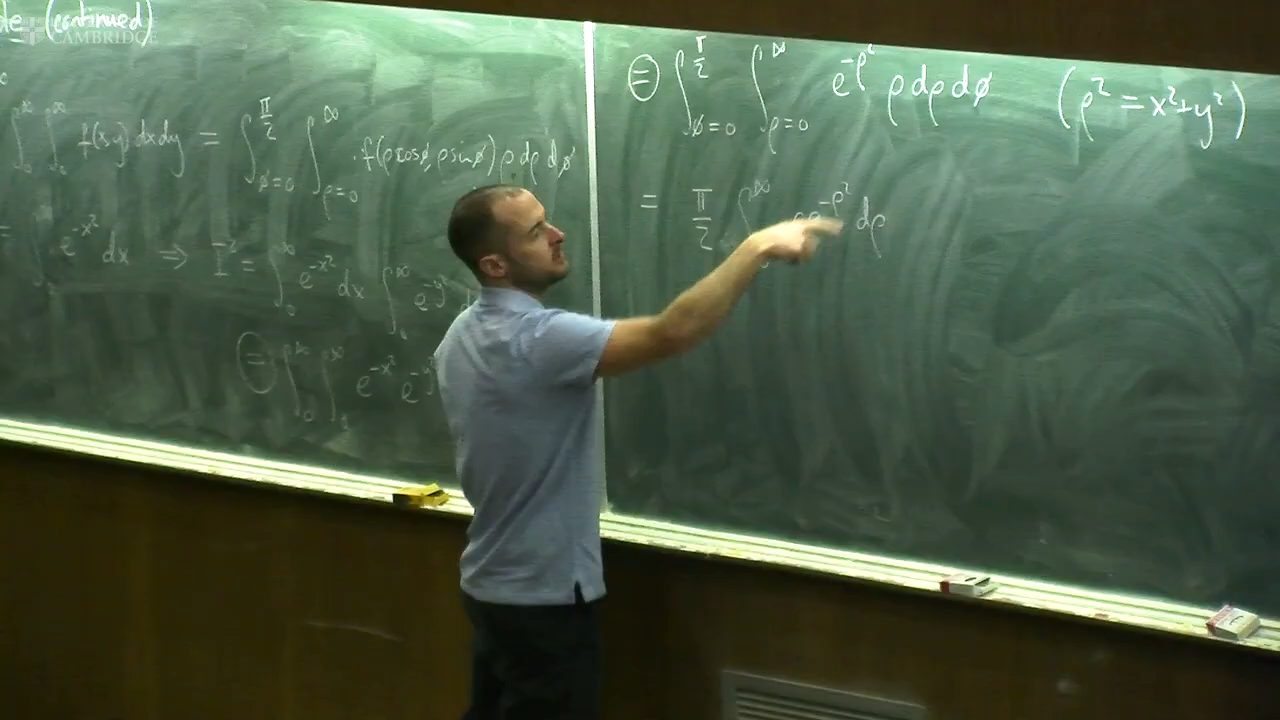 (continued)
CAMBRIDGE
∫₀^∞ ∫₀^∞ f(x,y) dx dy = ∫_{φ=0}^{π/2} ∫_{ρ=0}^∞ f(ρcosφ, ρsinφ) ρ dρ dφ
e^{-x²} dx ⇒ I² = ∫₀^∞ e^{-x²} dx ∫₀^∞ e^{-y²}
= ∫₀^∞ ∫₀^∞ e^{-x²} e^{-y²}
= ∫_{φ=0}^{π/2} ∫_{ρ=0}^∞ e^{-ρ²} ρ dρ dφ (ρ² = x² + y²)
= π/2 ∫^∞ ρe^{-ρ²} dρ